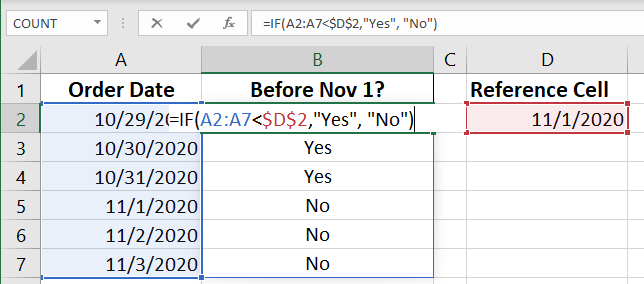 COUNT fx =IF(A2:A7<$D$2,"Yes", "No")
A B C D
1 Order Date Before Nov 1? Reference Cell
2 10/29/20 =IF(A2:A7<$D$2,"Yes", "No") 11/1/2020
3 10/30/2020 Yes
4 10/31/2020 Yes
5 11/1/2020 No
6 11/2/2020 No
7 11/3/2020 No